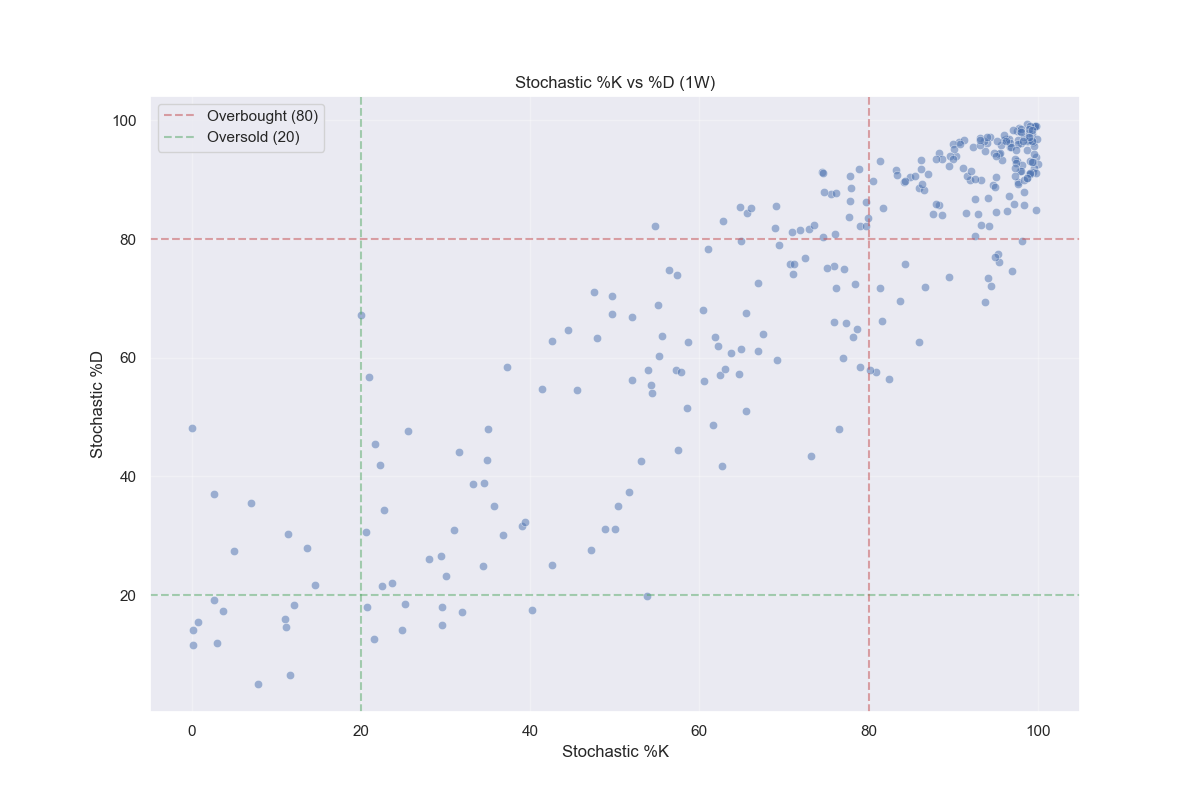 Stochastic %K vs %D (1W)
Overbought (80)
Oversold (20)
100
80
60
40
20
Stochastic %D
0 20 40 60 80 100
Stochastic %K